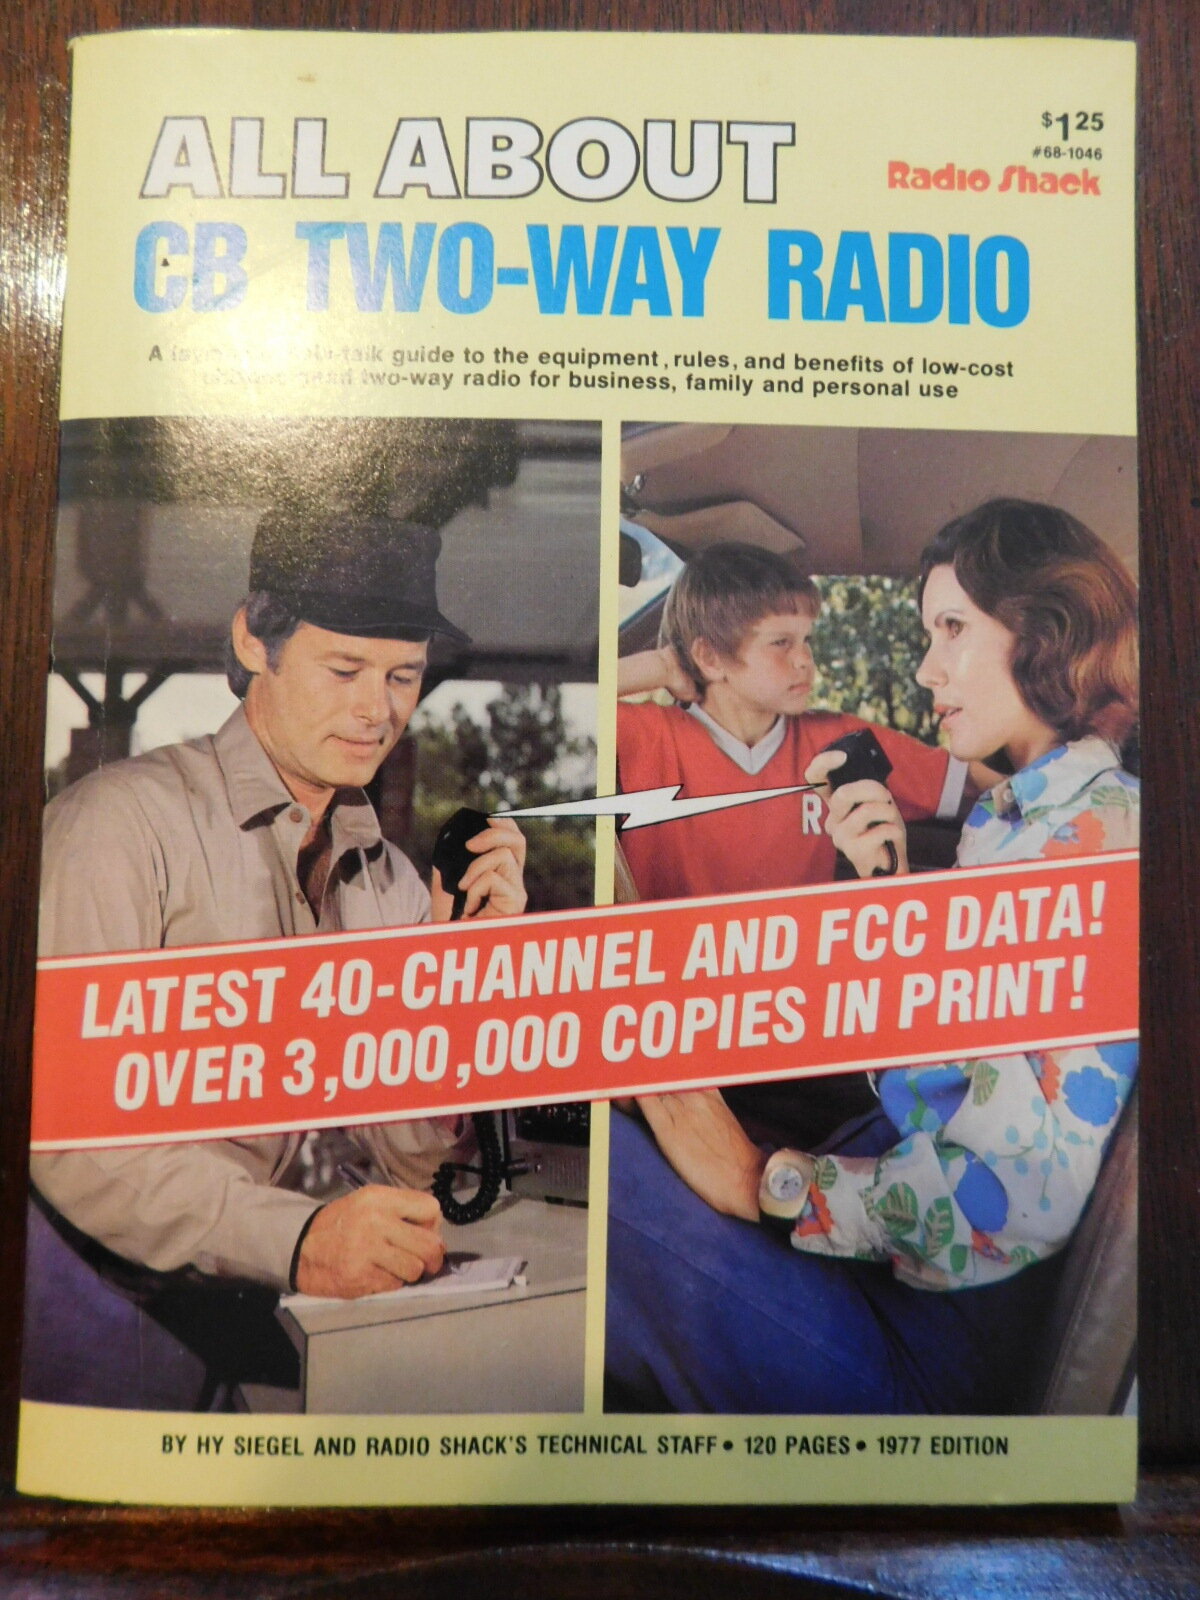 ALL ABOUT
$1 25
#68-1046
Radio Shack
CB TWO-WAY RADIO
A guide to the equipment, rules, and benefits of low-cost
two-way radio for business, family and personal use
R
LATEST 40-CHANNEL AND FCC DATA!
OVER 3,000,000 COPIES IN PRINT!
BY HY SIEGEL AND RADIO SHACK'S TECHNICAL STAFF • 120 PAGES • 1977 EDITION